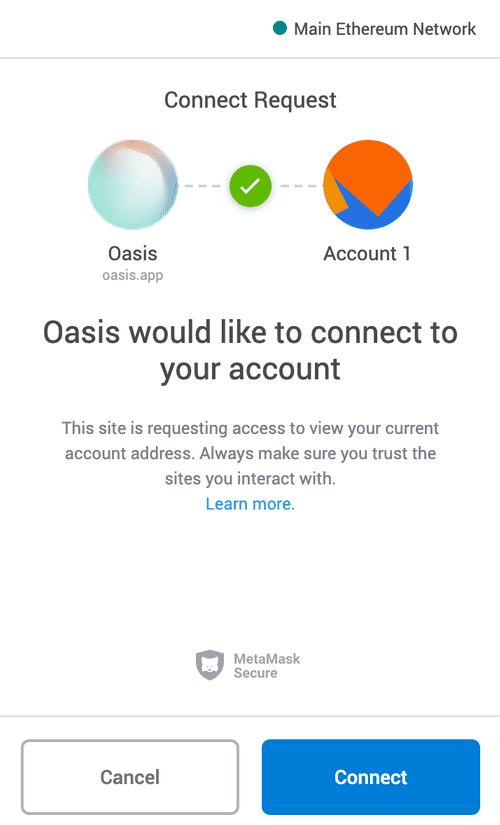 Main Ethereum Network
Connect Request
Oasis
oasis.app
Account 1
Oasis would like to connect to
your account
This site is requesting access to view your current
account address. Always make sure you trust the
sites you interact with.
Learn more.
MetaMask
Secure
Cancel
Connect